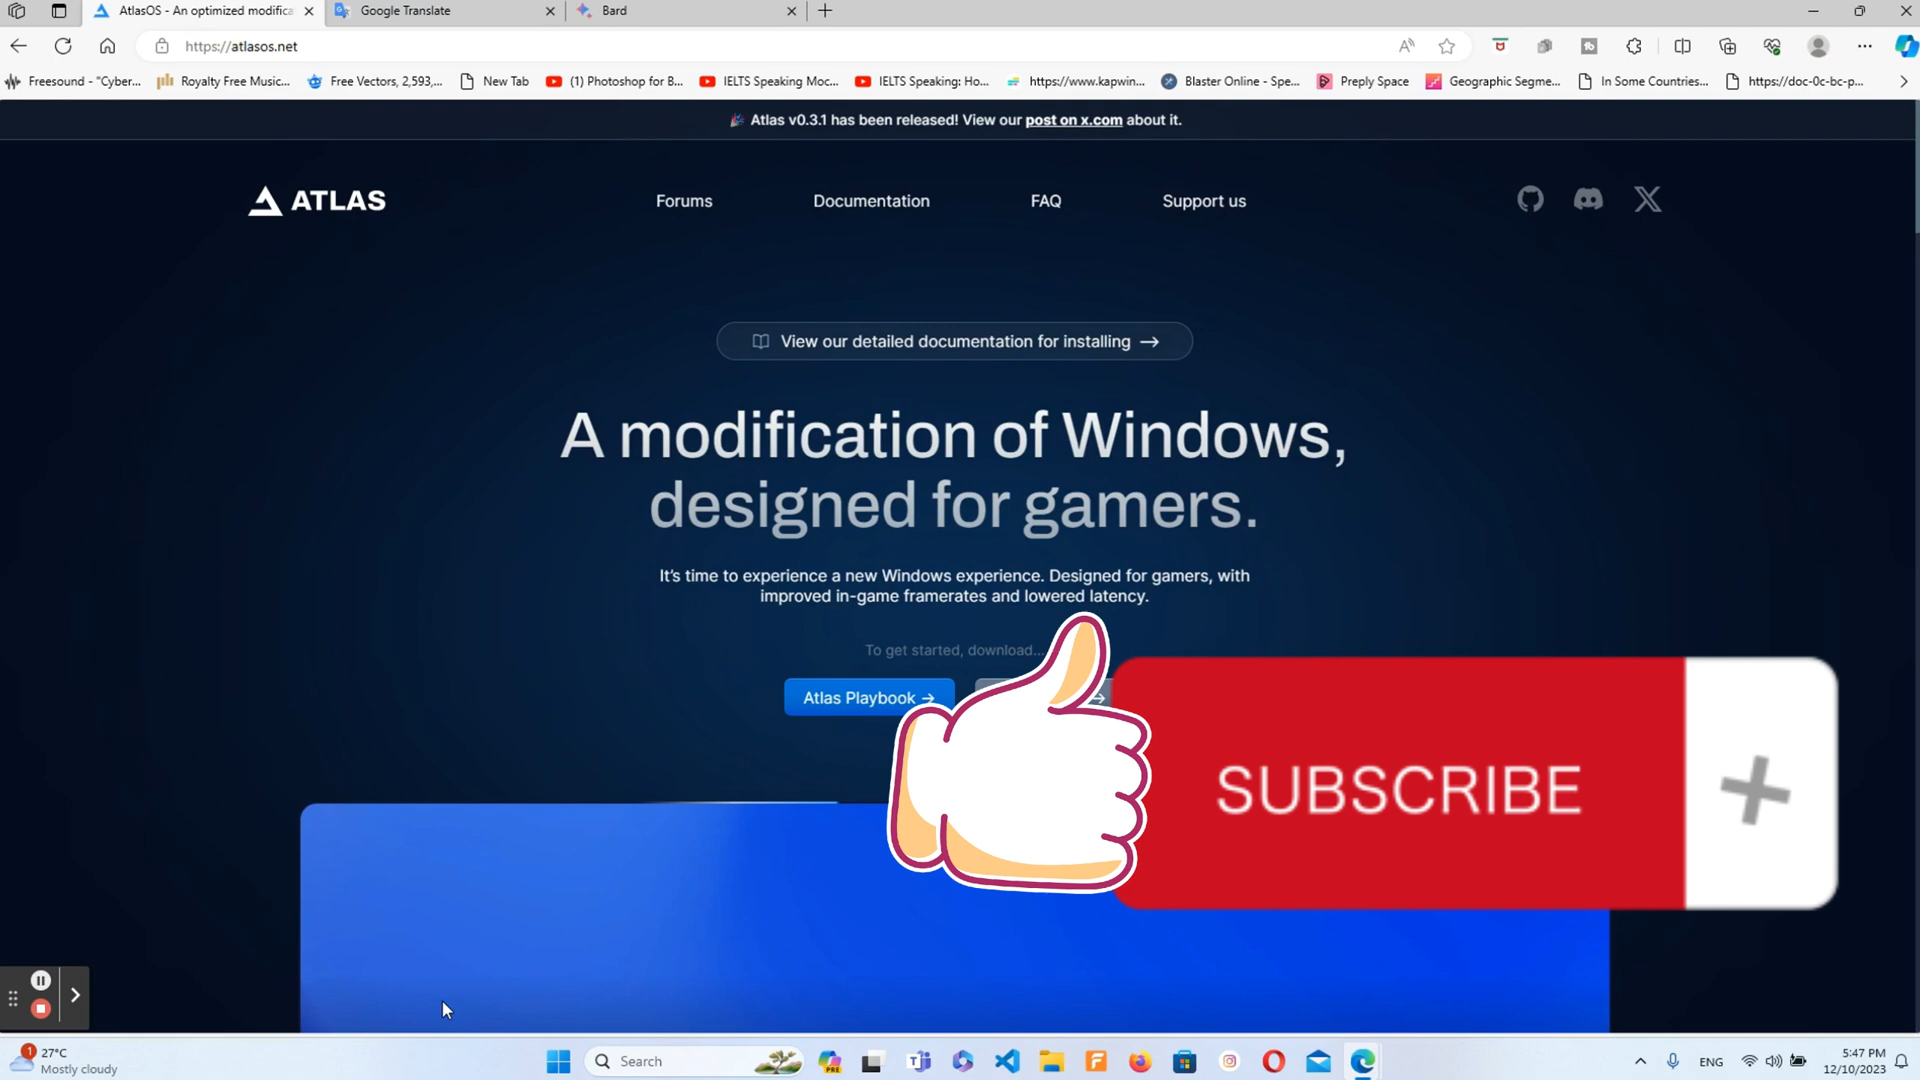 AtlasOS - An optimized modifica
Google Translate
Bard
https://atlasos.net
Freesound - "Cyber...
Royalty Free Music...
Free Vectors, 2,593,...
New Tab
(1) Photoshop for B...
IELTS Speaking Moc...
IELTS Speaking: Ho...
https://www.kapwin...
Blaster Online - Spe...
Preply Space
Geographic Segme...
In Some Countries...
https://doc-0c-bc-p...
Atlas v0.3.1 has been released! View our post on x.com about it.
ATLAS
Forums
Documentation
FAQ
Support us
View our detailed documentation for installing →
A modification of Windows,
designed for gamers.
It's time to experience a new Windows experience. Designed for gamers, with
improved in-game framerates and lowered latency.
To get started, download...
Atlas Playbook →
SUBSCRIBE
1
27°C
Mostly cloudy
Search
PRE
ENG
5:47 PM
12/10/2023